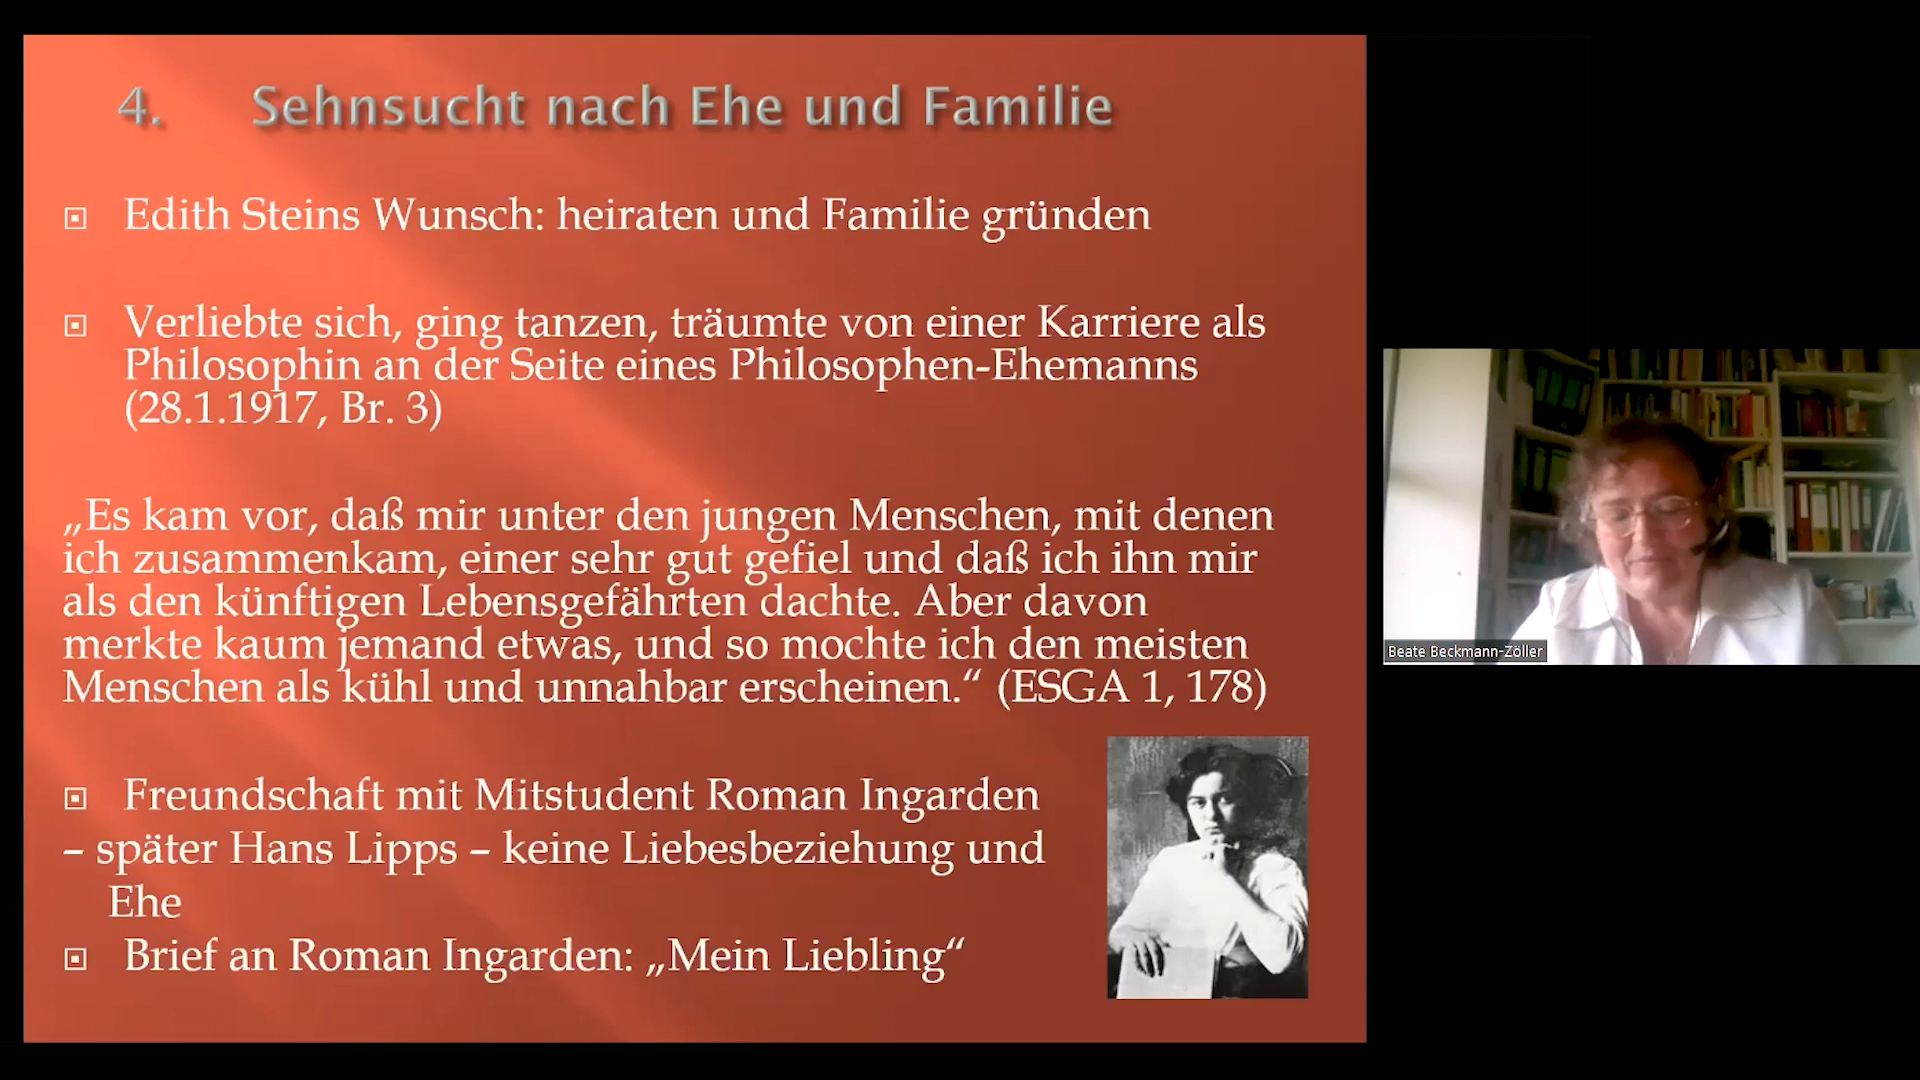 4. Sehnsucht nach Ehe und Familie
Edith Steins Wunsch: heiraten und Familie gründen
Verliebte sich, ging tanzen, träumte von einer Karriere als
Philosophin an der Seite eines Philosophen-Ehemanns
(28.1.1917, Br. 3)
„Es kam vor, daß mir unter den jungen Menschen, mit denen
ich zusammenkam, einer sehr gut gefiel und daß ich ihn mir
als den künftigen Lebensgefährten dachte. Aber davon
merkte kaum jemand etwas, und so mochte ich den meisten
Menschen als kühl und unnahbar erscheinen.“ (ESGA 1, 178)
Freundschaft mit Mitstudent Roman Ingarden
– später Hans Lipps – keine Liebesbeziehung und
Ehe
Brief an Roman Ingarden: „Mein Liebling“
Beate Beckmann-Zöller